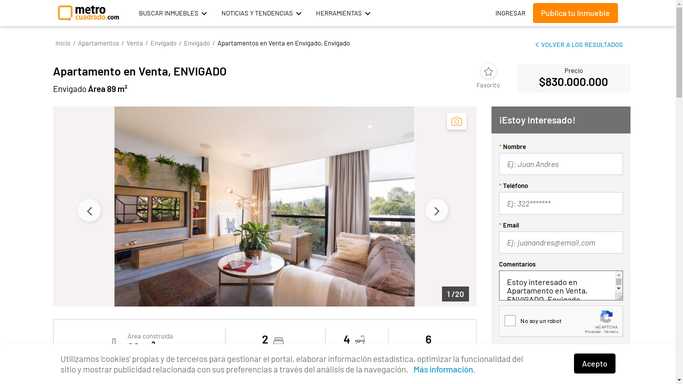 metro
cuadrado.com
BUSCAR INMUEBLES
NOTICIAS Y TENDENCIAS
HERRAMIENTAS
INGRESAR
Publica tu Inmueble
Inicio / Apartamentos / Venta / Envigado / Envigado / Apartamentos en Venta en Envigado, Envigado
VOLVER A LOS RESULTADOS
Apartamento en Venta, ENVIGADO
Envigado Área 89 m²
Favorito
Precio
$830.000.000
1 / 20
¡Estoy Interesado!
* Nombre
Ej: Juan Andres
* Teléfono
Ej: 322*******
* Email
Ej: juanandres@email.com
Comentarios
Estoy interesado en
Apartamento en Venta,
ENVIGADO, Envigado
No soy un robot
reCAPTCHA
Privacidad - Términos
Área construida
2
4
6
Utilizamos 'cookies' propias y de terceros para gestionar el portal, elaborar información estadística, optimizar la funcionalidad del
sitio y mostrar publicidad relacionada con sus preferencias a través del análisis de la navegación. Más información.
Acepto